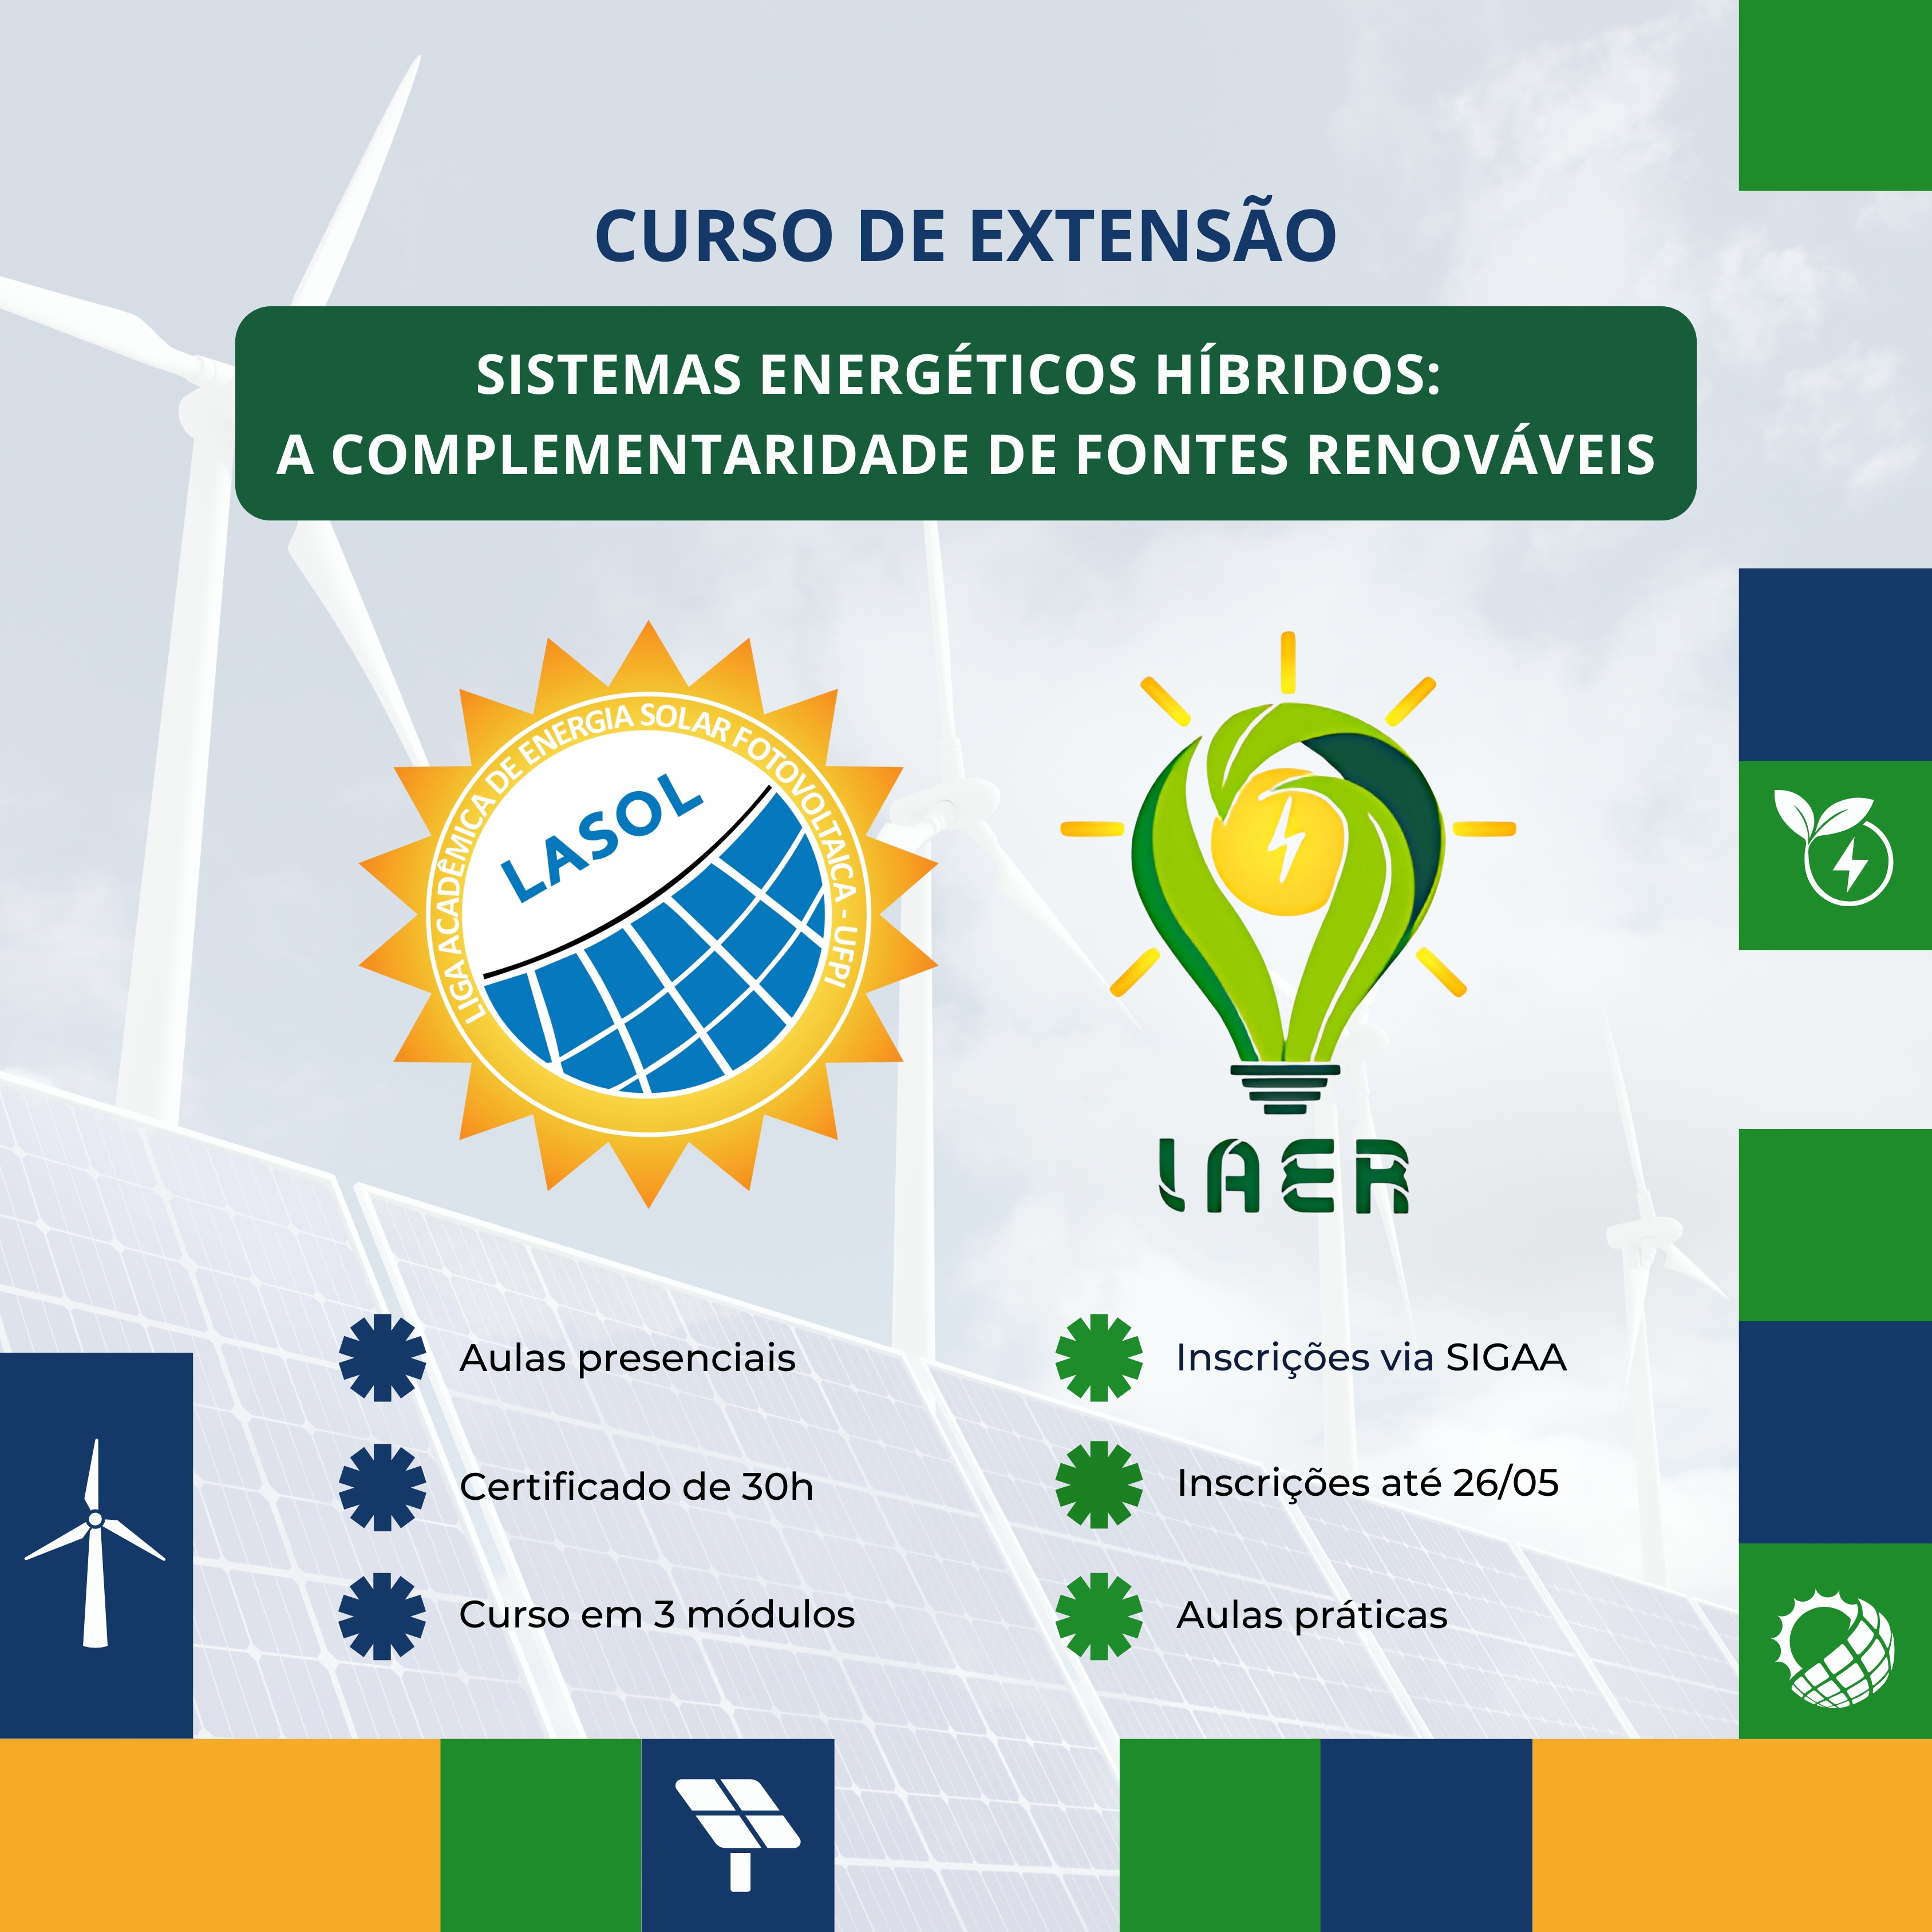 CURSO DE EXTENSÃO
SISTEMAS ENERGÉTICOS HÍBRIDOS:
A COMPLEMENTARIDADE DE FONTES RENOVÁVEIS
LIGA ACADÊMICA DE ENERGIA SOLAR FOTOVOLTAICA - UFPI
LASOL
LAER
Aulas presenciais
Certificado de 30h
Curso em 3 módulos
Inscrições via SIGAA
Inscrições até 26/05
Aulas práticas